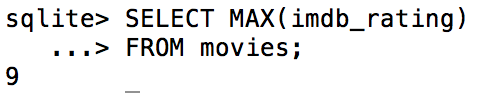 sqlite> SELECT MAX(imdb_rating)
   ...> FROM movies;
9